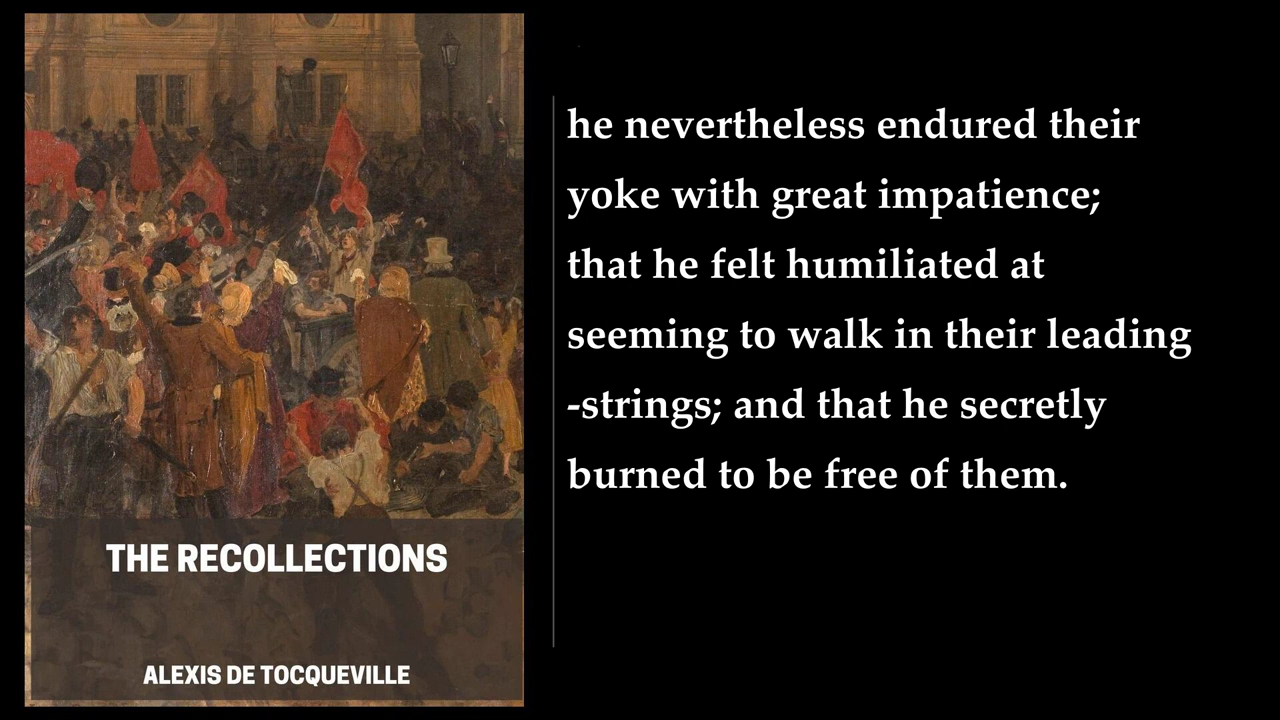 THE RECOLLECTIONS
ALEXIS DE TOCQUEVILLE
he nevertheless endured their
yoke with great impatience;
that he felt humiliated at
seeming to walk in their leading
-strings; and that he secretly
burned to be free of them.